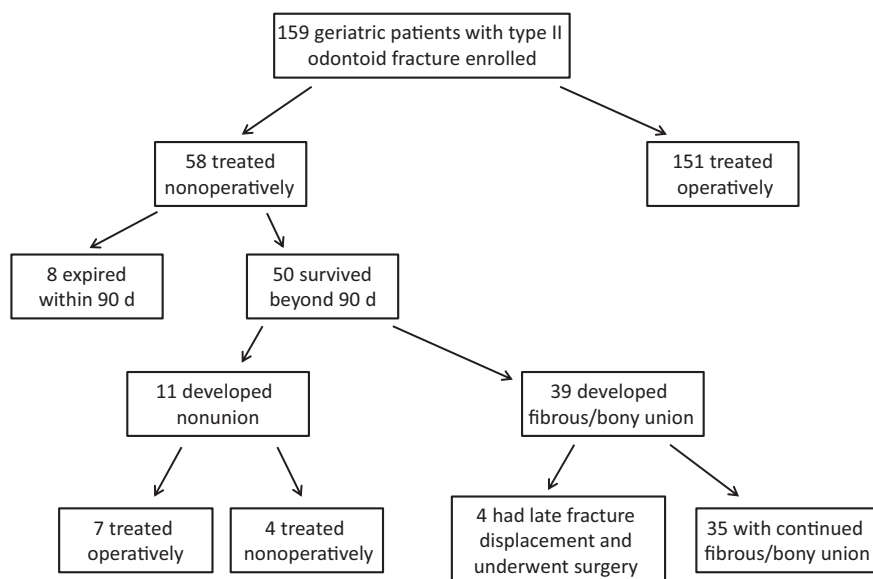 159 geriatric patients with type II
odontoid fracture enrolled
58 treated
nonoperatively
151 treated
operatively
8 expired
within 90 d
50 survived
beyond 90 d
11 developed
nonunion
39 developed
fibrous/bony union
7 treated
operatively
4 treated
nonoperatively
4 had late fracture
displacement and
underwent surgery
35 with continued
fibrous/bony union